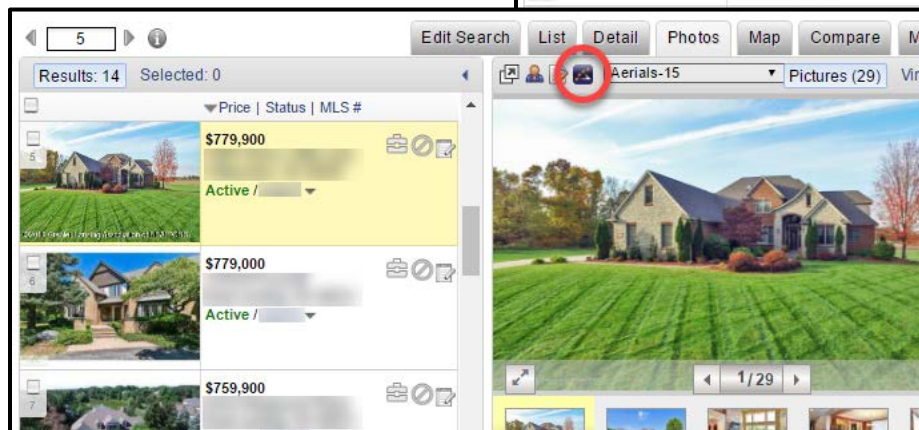 5
Edit Search List Detail Photos Map Compare
Results: 14 Selected: 0
Aerials-15
Pictures (29)
Price | Status | MLS #
5
$779,900
Active /
6
$779,000
Active /
1/29
7
$759,900